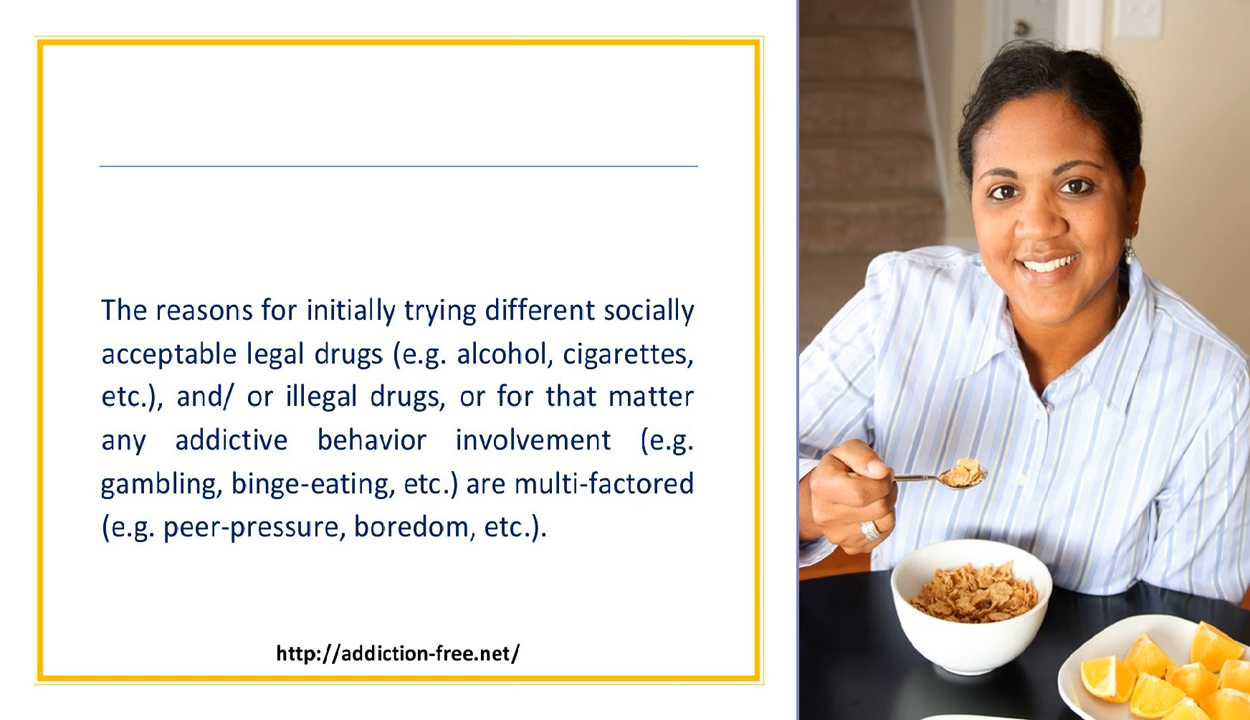 The reasons for initially trying different socially
acceptable legal drugs (e.g. alcohol, cigarettes,
etc.), and/ or illegal drugs, or for that matter
any addictive behavior involvement (e.g.
gambling, binge-eating, etc.) are multi-factored
(e.g. peer-pressure, boredom, etc.).
http://addiction-free.net/